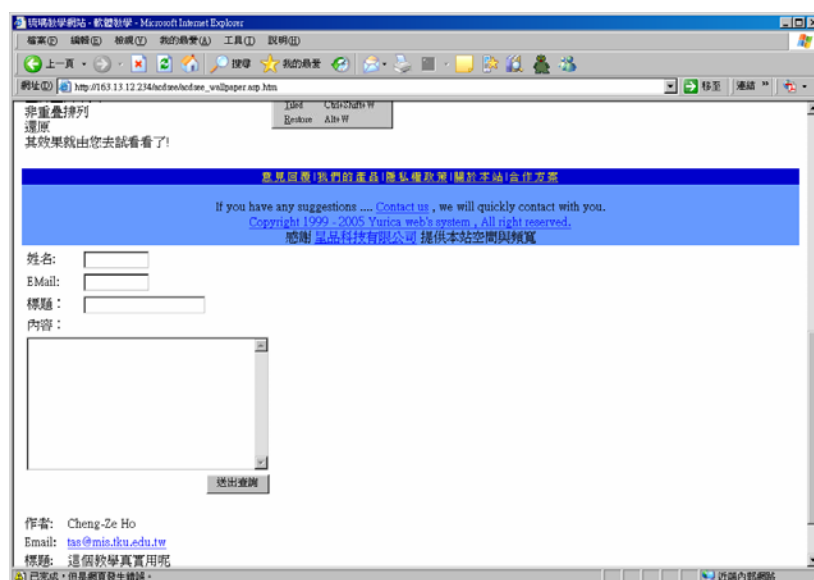 琉璃教學網站 - 軟體教學 - Microsoft Internet Explorer
檔案(F) 編輯(E) 檢視(V) 我的最愛(A) 工具(T) 說明(H)
上一頁 搜尋 我的最愛
網址(D) http://163.13.12.234/acdsee/acdsee_wallpaper.asp.htm 移至 連結 »
非重疊排列 Tiled Ctrl+Shift+W
還原 Restore Alt+W
其效果就由您去試看看了!
意見回覆|我們的產品|隱私權政策|關於本站|合作方案
If you have any suggestions .... Contact us , we will quickly contact with you.
Copyright 1999 - 2005 Yurica web's system , All right reserved.
感謝 呈品科技有限公司 提供本站空間與頻寬
姓名:
EMail:
標題：
內容：
送出查詢
作者: Cheng-Ze Ho
Email: tas@mis.tku.edu.tw
標題: 這個教學真實用呢
已完成，但是網頁發生錯誤。 近端內部網路